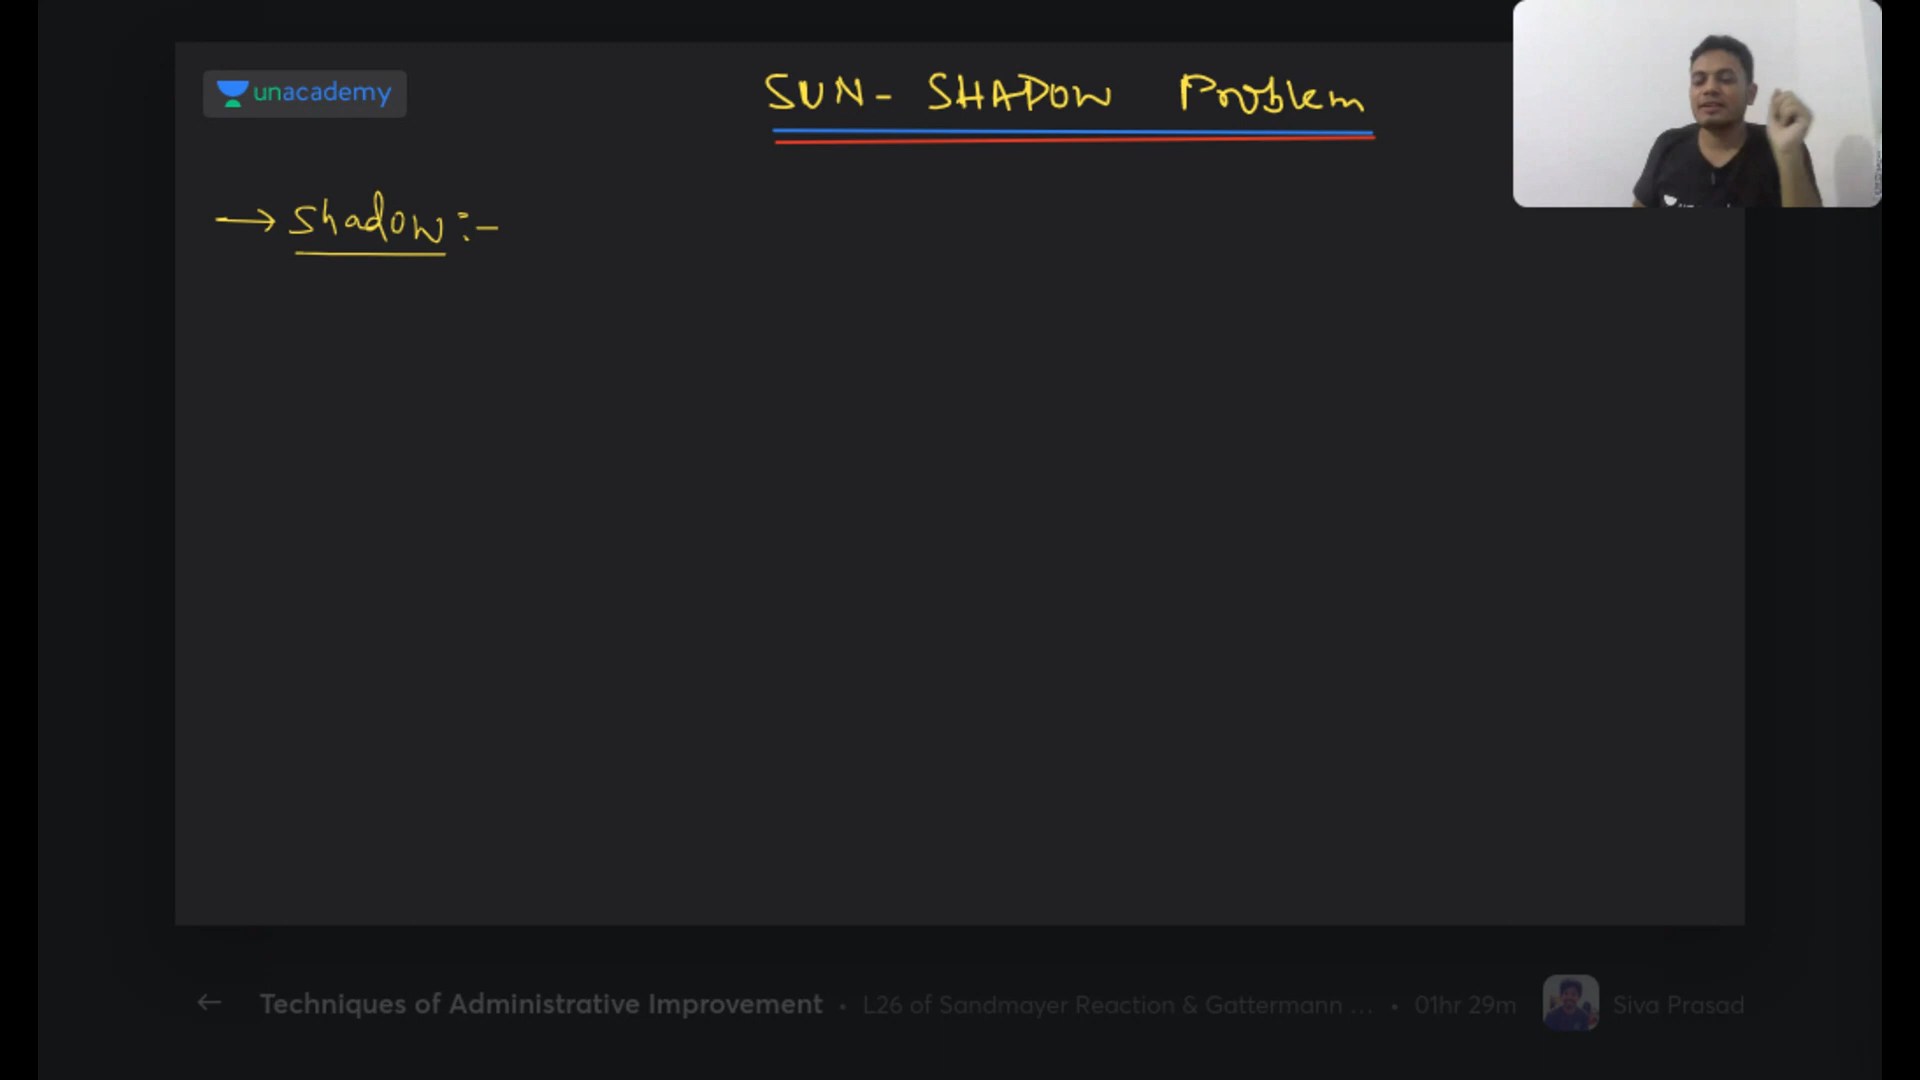 unacademy
SUN - SHADOW Problem
→ Shadow :-
← Techniques of Administrative Improvement • L26 of Sandmayer Reaction & Gattermann ... • 01hr 29m Siva Prasad